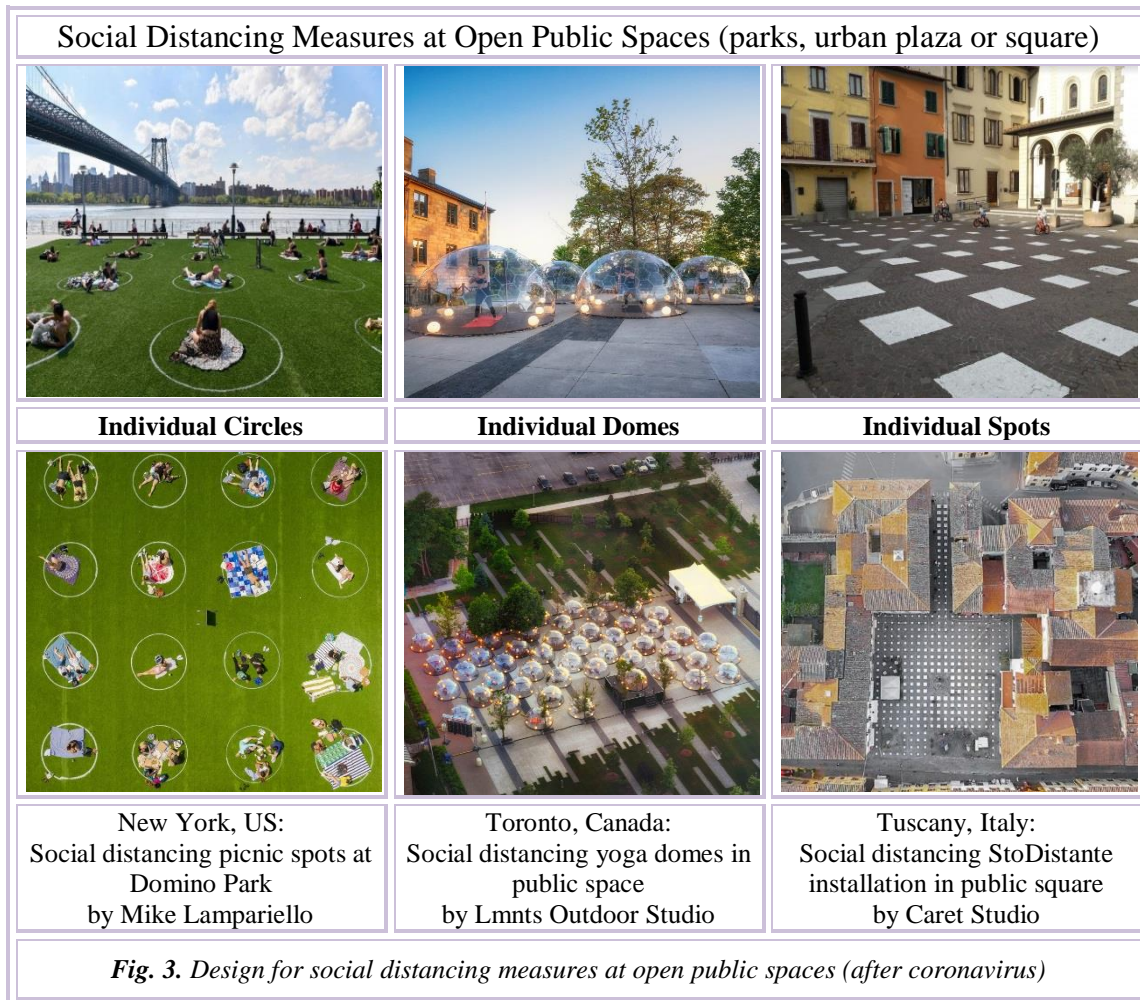 Social Distancing Measures at Open Public Spaces (parks, urban plaza or square)
Individual Circles
Individual Domes
Individual Spots
New York, US:
Social distancing picnic spots at
Domino Park
by Mike Lampariello
Toronto, Canada:
Social distancing yoga domes in
public space
by Lmnts Outdoor Studio
Tuscany, Italy:
Social distancing StoDistante
installation in public square
by Caret Studio
Fig. 3. Design for social distancing measures at open public spaces (after coronavirus)